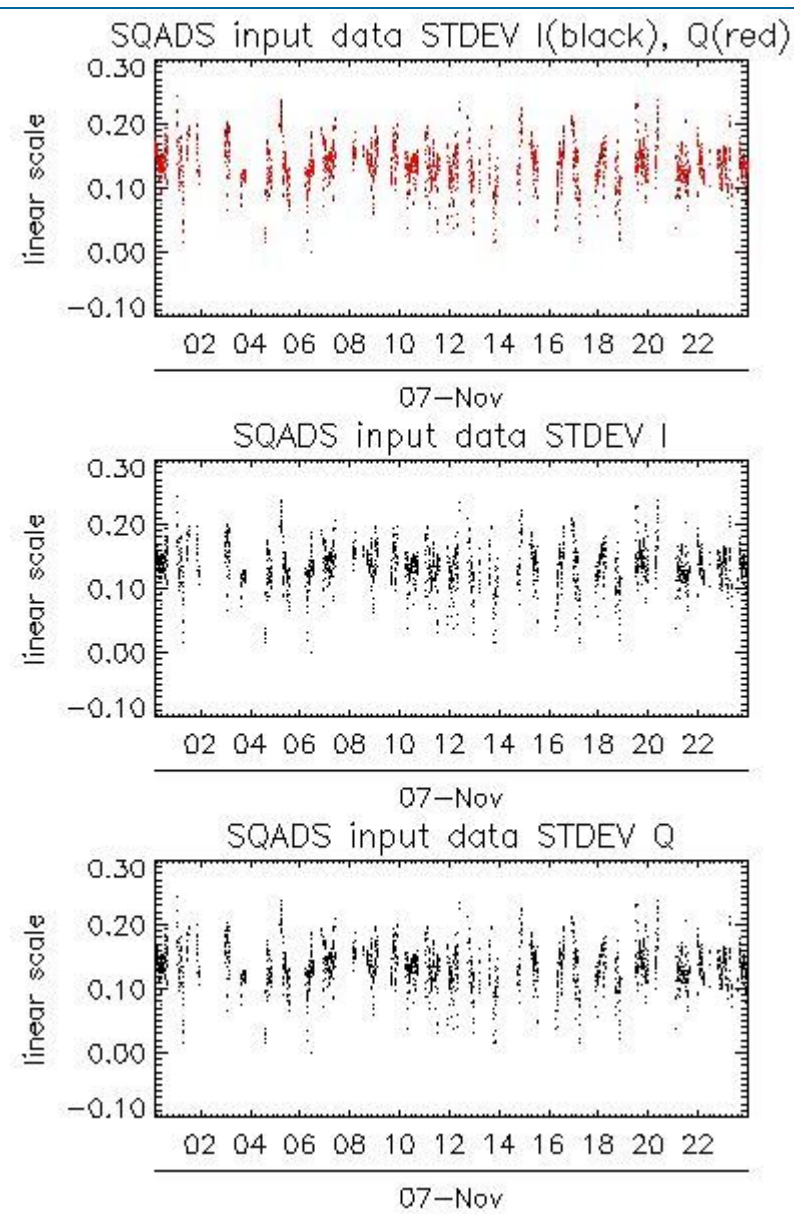 SQADS input data STDEV I(black), Q(red)
linear scale
0.30
0.20
0.10
0.00
−0.10
02 04 06 08 10 12 14 16 18 20 22
07−Nov
SQADS input data STDEV I
linear scale
0.30
0.20
0.10
0.00
−0.10
02 04 06 08 10 12 14 16 18 20 22
07−Nov
SQADS input data STDEV Q
linear scale
0.30
0.20
0.10
0.00
−0.10
02 04 06 08 10 12 14 16 18 20 22
07−Nov